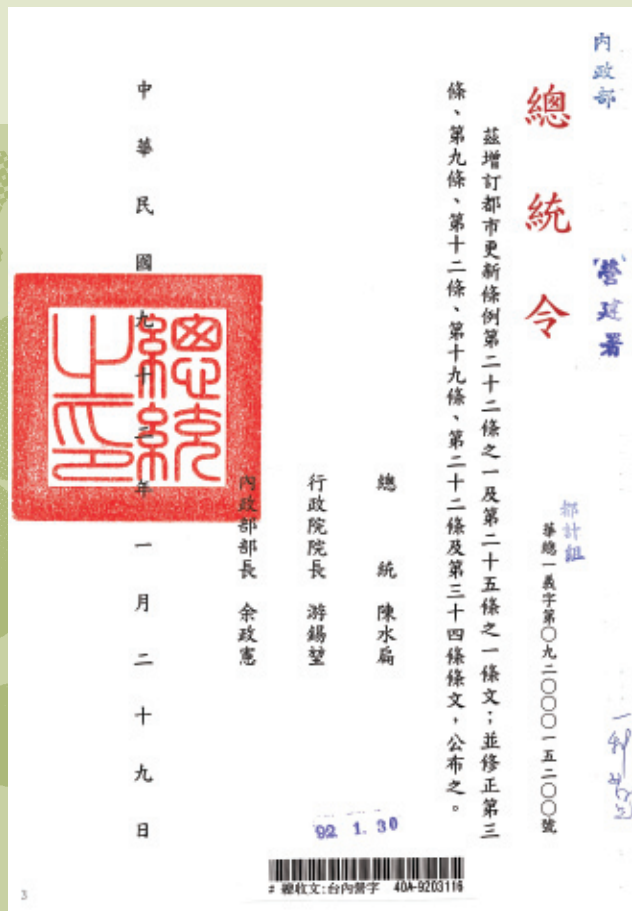 內政部
營建署
總統令
都計組
華總一義字第○九二○○○一五二○○號
茲增訂都市更新條例第二十二條之一及第二十五條之一條文；並修正第三
條、第九條、第十二條、第十九條、第二十二條及第三十四條條文，公布之。
總統 陳水扁
行政院院長 游錫堃
內政部部長 余政憲
中華民國九十二年一月二十九日
總統之印
92 1. 30
# 總收文:台內營字 40A-9203116
3